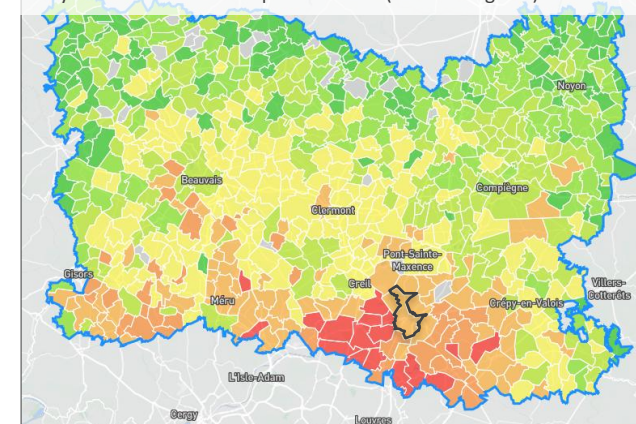 Noyon
Beauvais
Compiègne
Clermont
Pont-Sainte-
Maxence
Gisors
Creil
Villers-
Cotterêts
Méru
Crépy-en-Valois
L'Isle-Adam
Cergy
Louvres